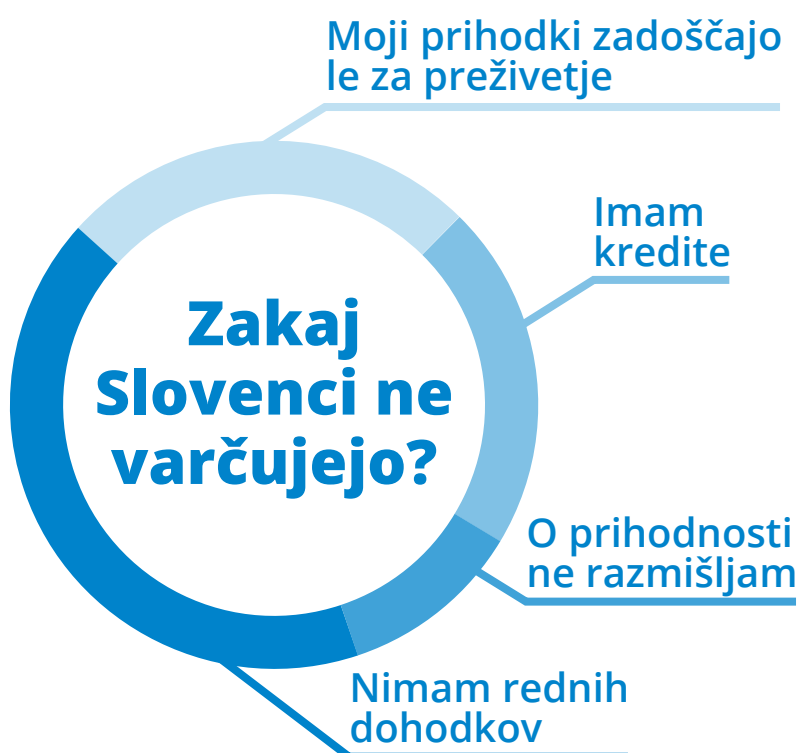 Moji prihodki zadoščajo
le za preživetje
Imam
kredite
Zakaj
Slovenci ne
varčujejo?
O prihodnosti
ne razmišljam
Nimam rednih
dohodkov